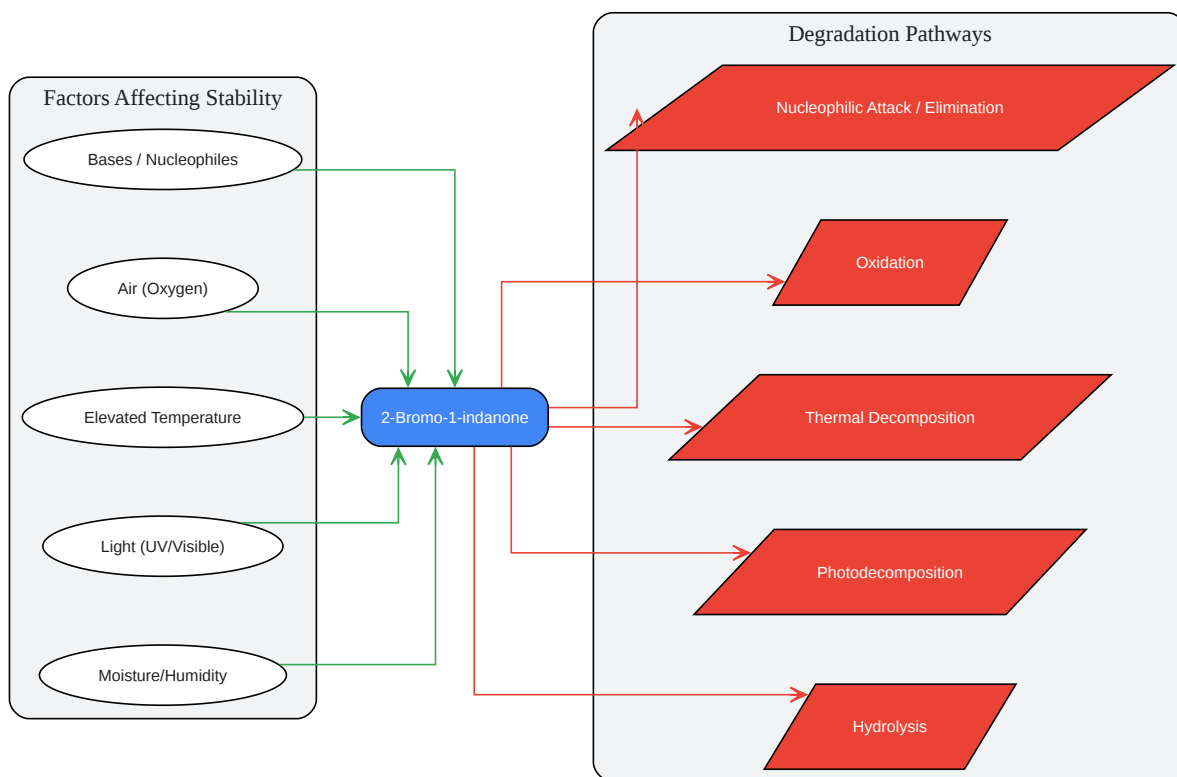 Factors Affecting Stability
Bases / Nucleophiles
Air (Oxygen)
Elevated Temperature
Light (UV/Visible)
Moisture/Humidity
2-Bromo-1-indanone
Degradation Pathways
Nucleophilic Attack / Elimination
Oxidation
Thermal Decomposition
Photodecomposition
Hydrolysis